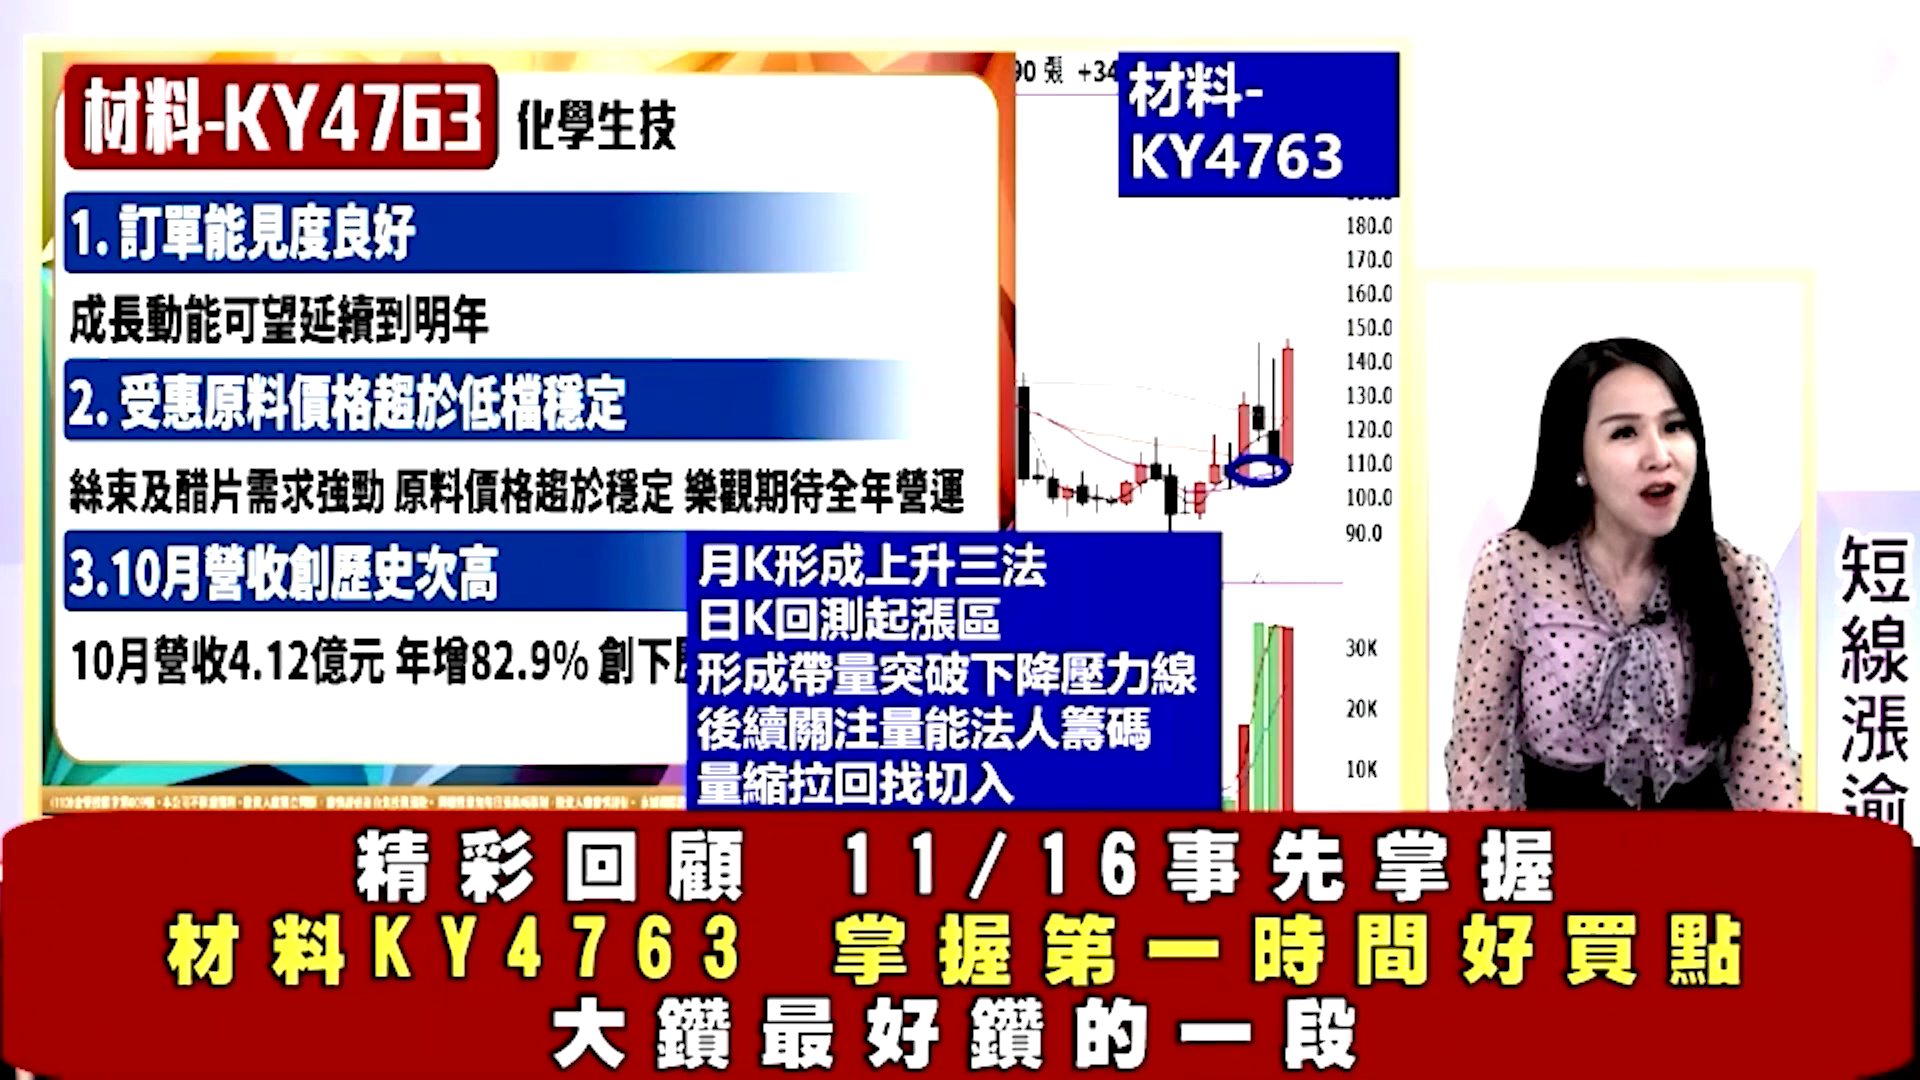 材料-KY4763 化學生技
1. 訂單能見度良好
成長動能可望延續到明年
2. 受惠原料價格趨於低檔穩定
絲束及醋片需求強勁 原料價格趨於穩定 樂觀期待全年營運
3.10月營收創歷史次高
10月營收4.12億元 年增82.9% 創下
90 張 +34
材料-
KY4763
180.0
170.0
160.0
150.0
140.0
130.0
120.0
110.0
100.0
90.0
30K
20K
10K
月K形成上升三法
日K回測起漲區
形成帶量突破下降壓力線
後續關注量能法人籌碼
量縮拉回找切入
短線漲逾
精彩回顧 11/16事先掌握
材料KY4763 掌握第一時間好買點
大鑽最好鑽的一段